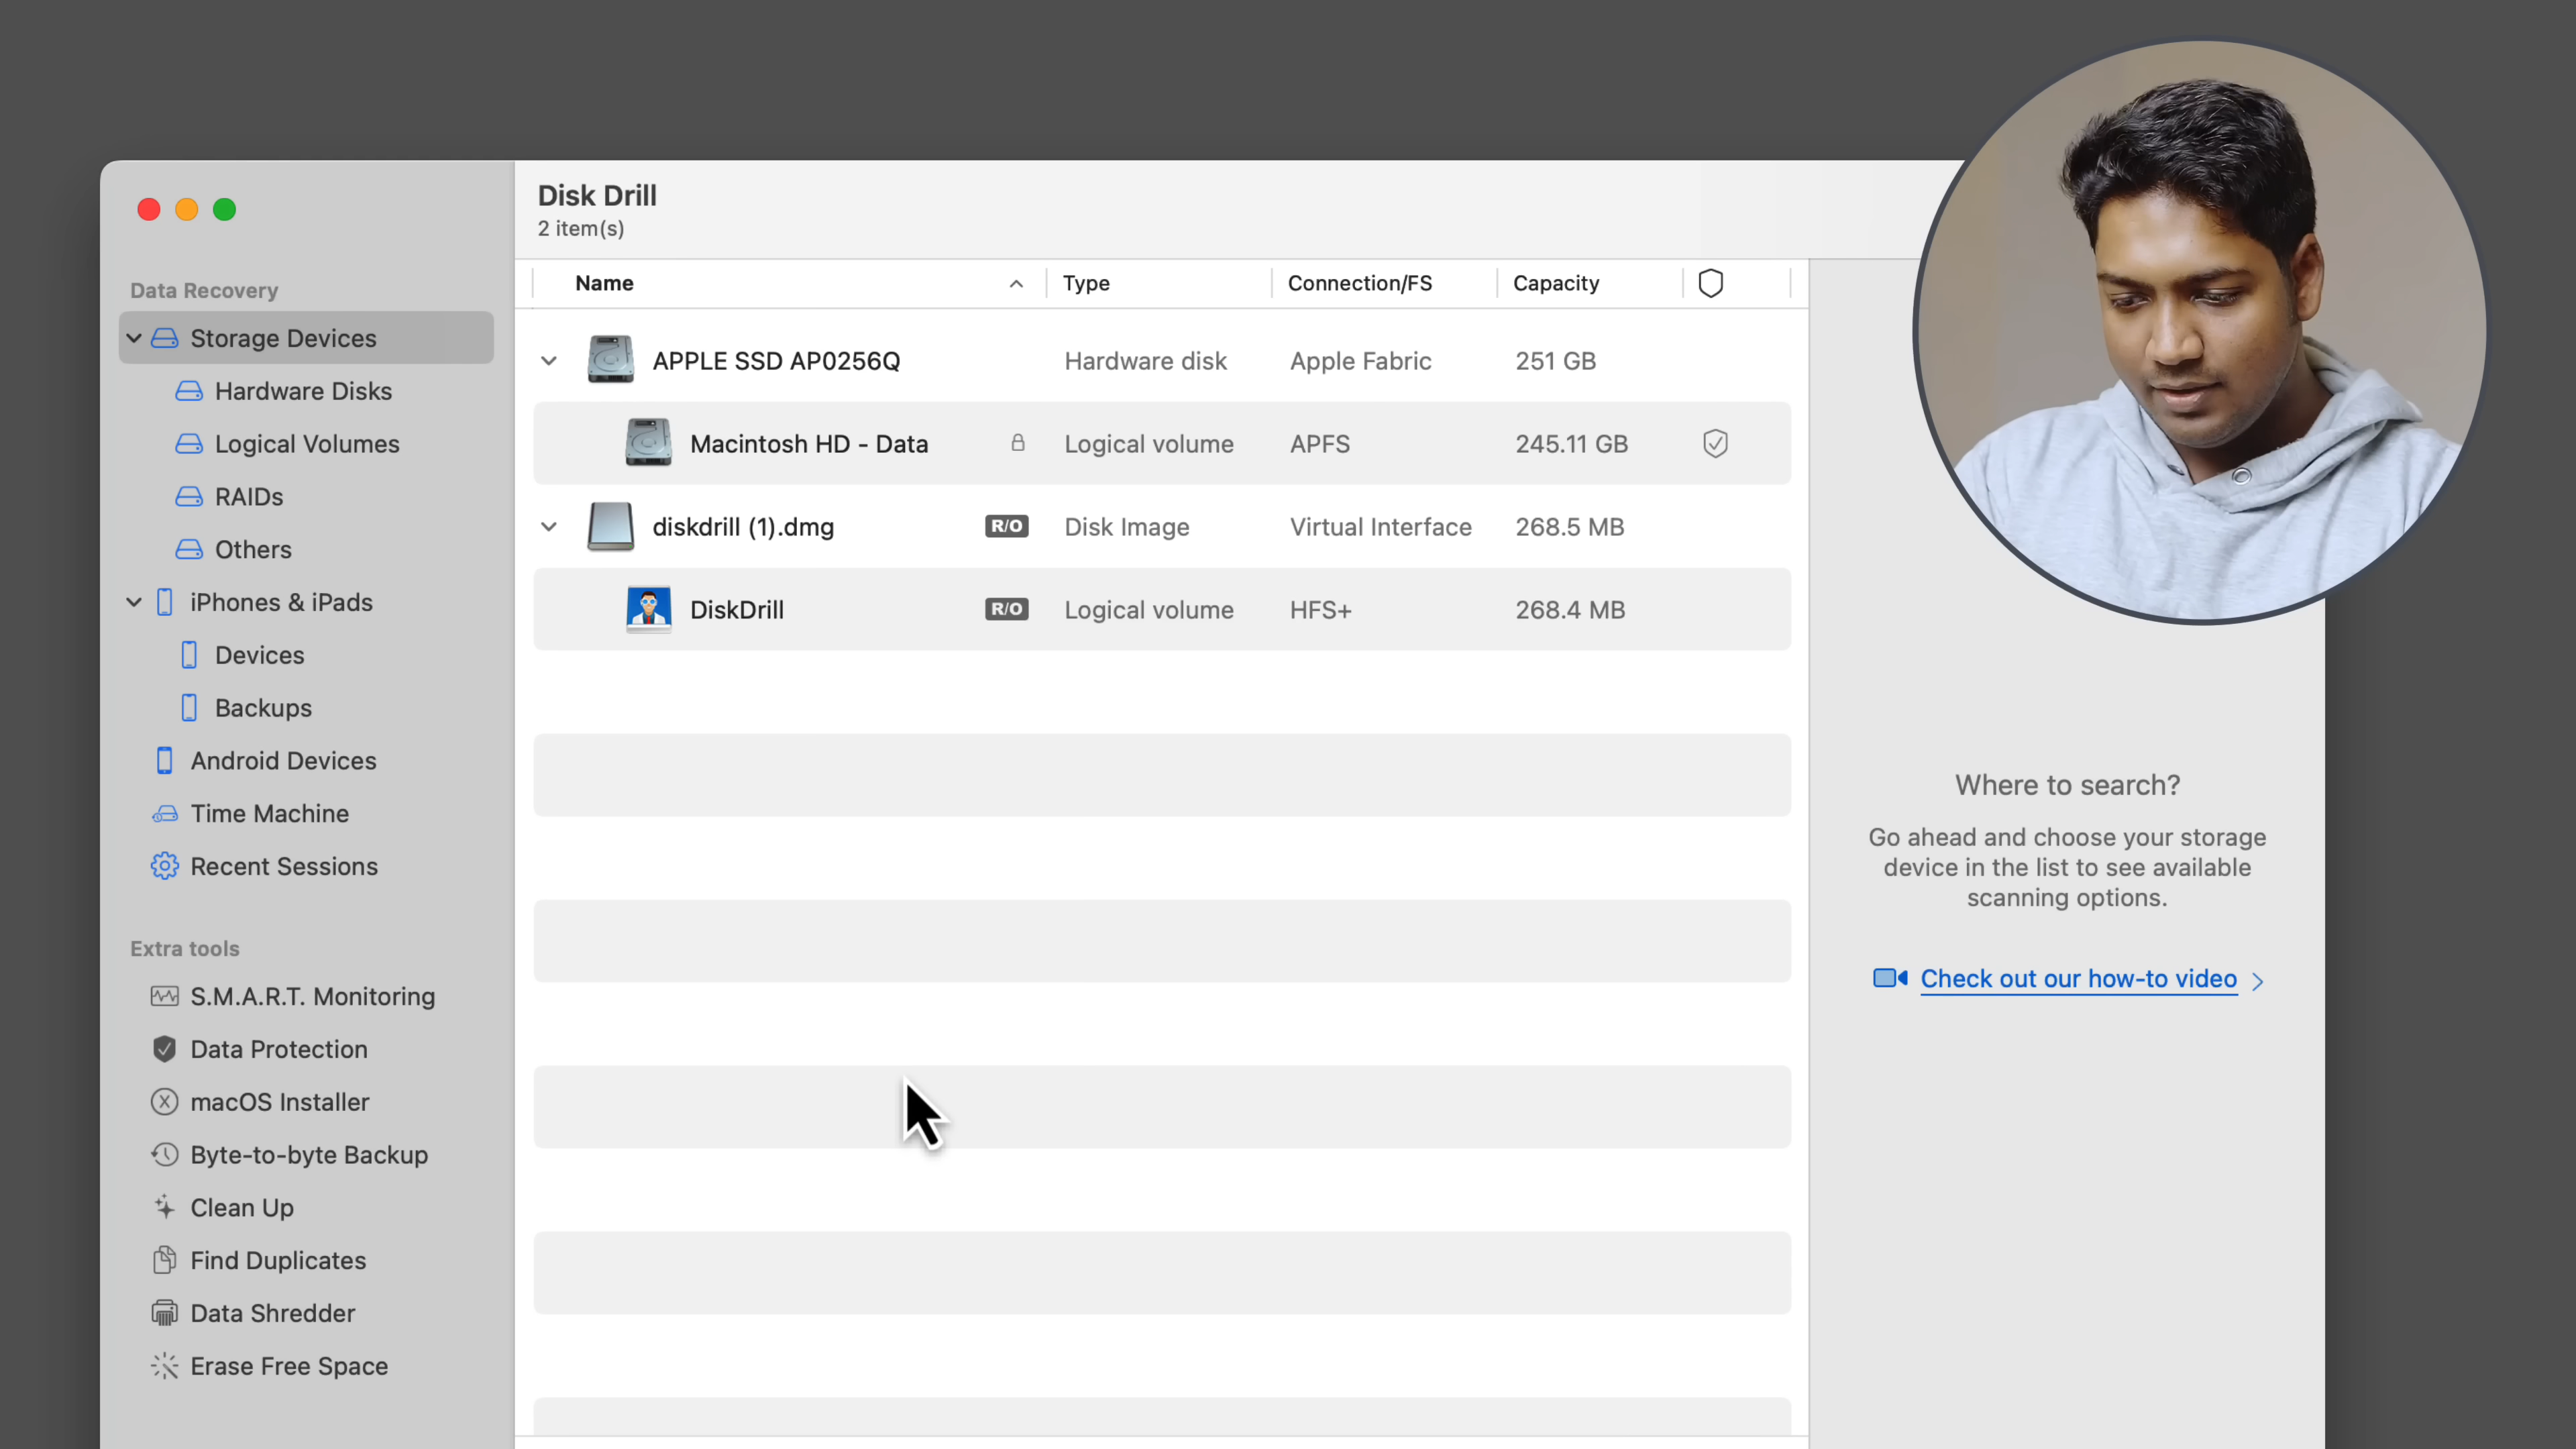 Disk Drill
2 item(s)
Data Recovery
Storage Devices
Hardware Disks
Logical Volumes
RAIDs
Others
iPhones & iPads
Devices
Backups
Android Devices
Time Machine
Recent Sessions
Extra tools
S.M.A.R.T. Monitoring
Data Protection
macOS Installer
Byte-to-byte Backup
Clean Up
Find Duplicates
Data Shredder
Erase Free Space
Name Type Connection/FS Capacity
APPLE SSD AP0256Q Hardware disk Apple Fabric 251 GB
Macintosh HD - Data Logical volume APFS 245.11 GB
diskdrill (1).dmg R/O Disk Image Virtual Interface 268.5 MB
DiskDrill R/O Logical volume HFS+ 268.4 MB
Where to search?
Go ahead and choose your storage
device in the list to see available
scanning options.
Check out our how-to video